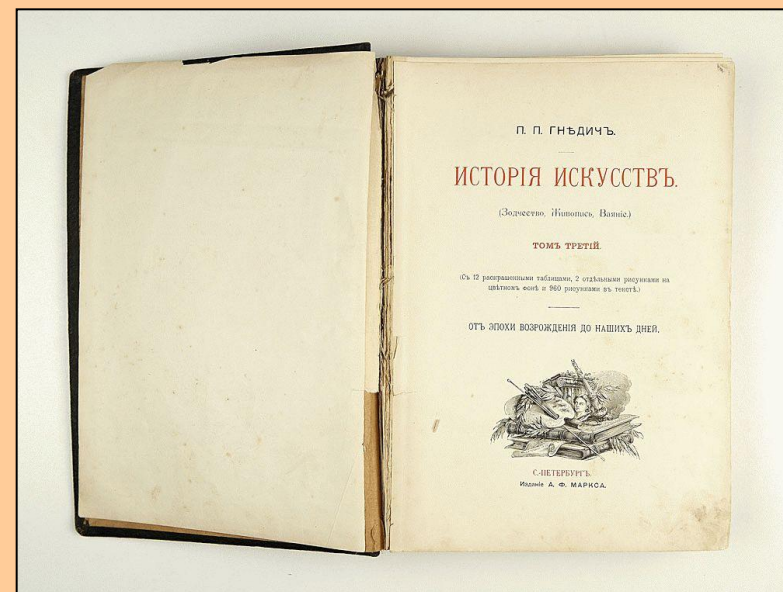 П. П. ГНѢДИЧЪ.
ИСТОРІЯ ИСКУССТВЪ.
(Зодчество, Живопись, Ваяніе.)
ТОМЪ ТРЕТІЙ.
(Съ 12 раскрашенными таблицами, 2 отдѣльными рисунками на
цвѣтномъ фонѣ и 960 рисунками въ текстѣ.)
ОТЪ ЭПОХИ ВОЗРОЖДЕНІЯ ДО НАШИХЪ ДНЕЙ.
С.-ПЕТЕРБУРГЪ.
Изданіе А. Ф. МАРКСА.